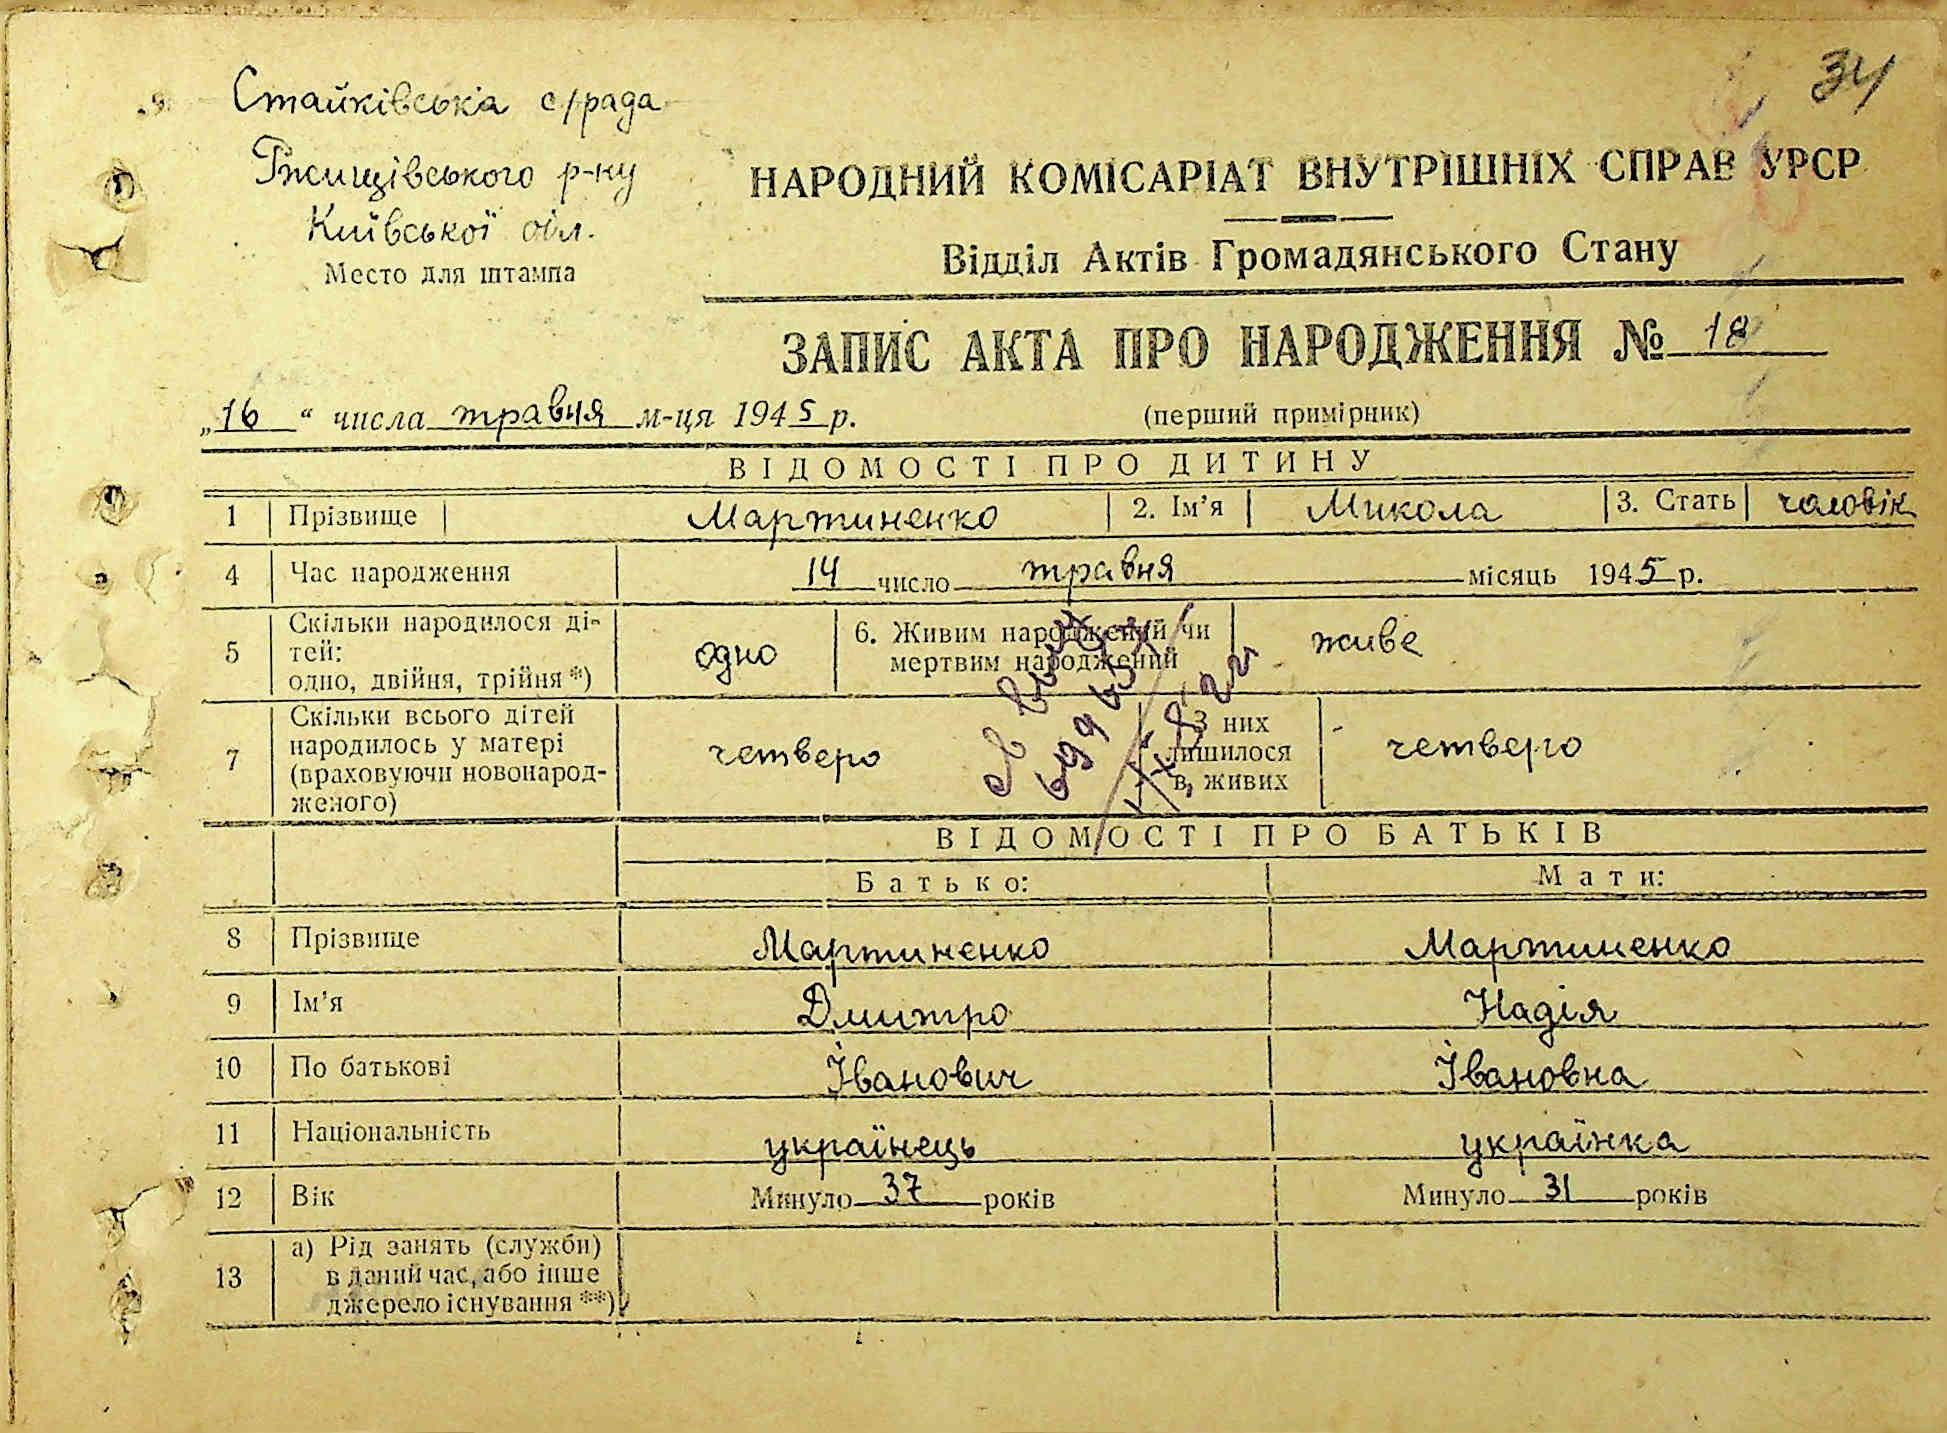 34
Стайківська с/рада
Ржищівського р-ну
Київської обл.
Место для штампа
НАРОДНИЙ КОМІСАРІАТ ВНУТРІШНІХ СПРАВ УРСР
Відділ Актів Громадянського Стану
ЗАПИС АКТА ПРО НАРОДЖЕННЯ № 18
„16“ числа травня м-ця 1945 р.
(перший примірник)
ВІДОМОСТІ ПРО ДИТИНУ
1 Прізвище Мартиненко 2. Ім’я Микола 3. Стать чоловік
4 Час народження 14 число травня місяць 1945 р.
5 Скільки народилося ді-
тей:
одно, двійня, трійня *)
одно
6. Живим народжений чи
мертвим народжений
живе
7 Скільки всього дітей
народилось у матері
(враховуючи новонарод-
женого)
четверо
З них
лишилося
в живих
четверо
ВІДОМОСТІ ПРО БАТЬКІВ
Батько: Мати:
8 Прізвище Мартиненко Мартиненко
9 Ім’я Дмитро Надія
10 По батькові Іванович Івановна
11 Національність українець українка
12 Вік Минуло 37 років Минуло 31 років
13 а) Рід занять (служби)
в даний час, або інше
джерело існування **)